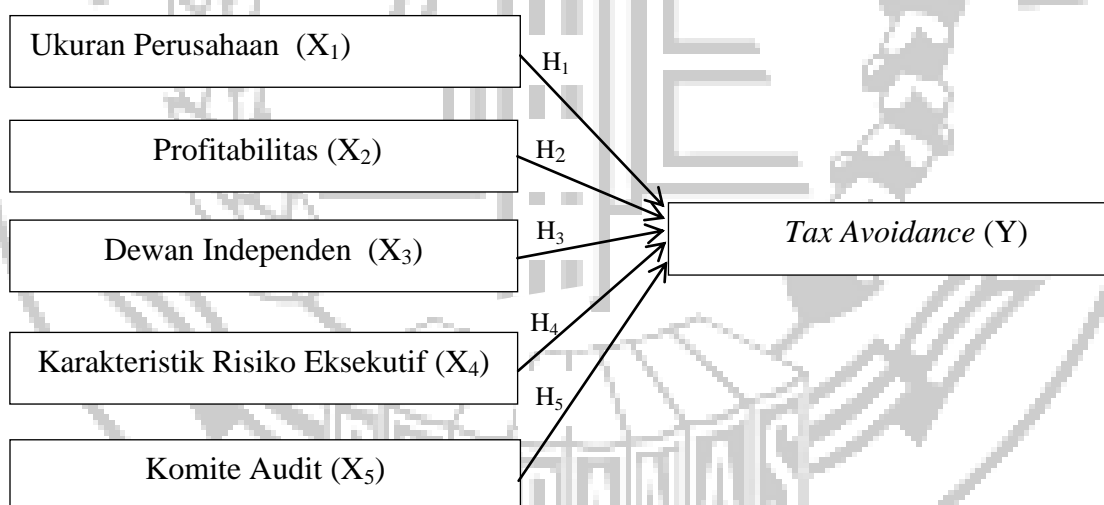 Ukuran Perusahaan (X₁)
H₁
Profitabilitas (X₂)
H₂
Dewan Independen (X₃)
H₃
Tax Avoidance (Y)
Karakteristik Risiko Eksekutif (X₄)
H₄
Komite Audit (X₅)
H₅